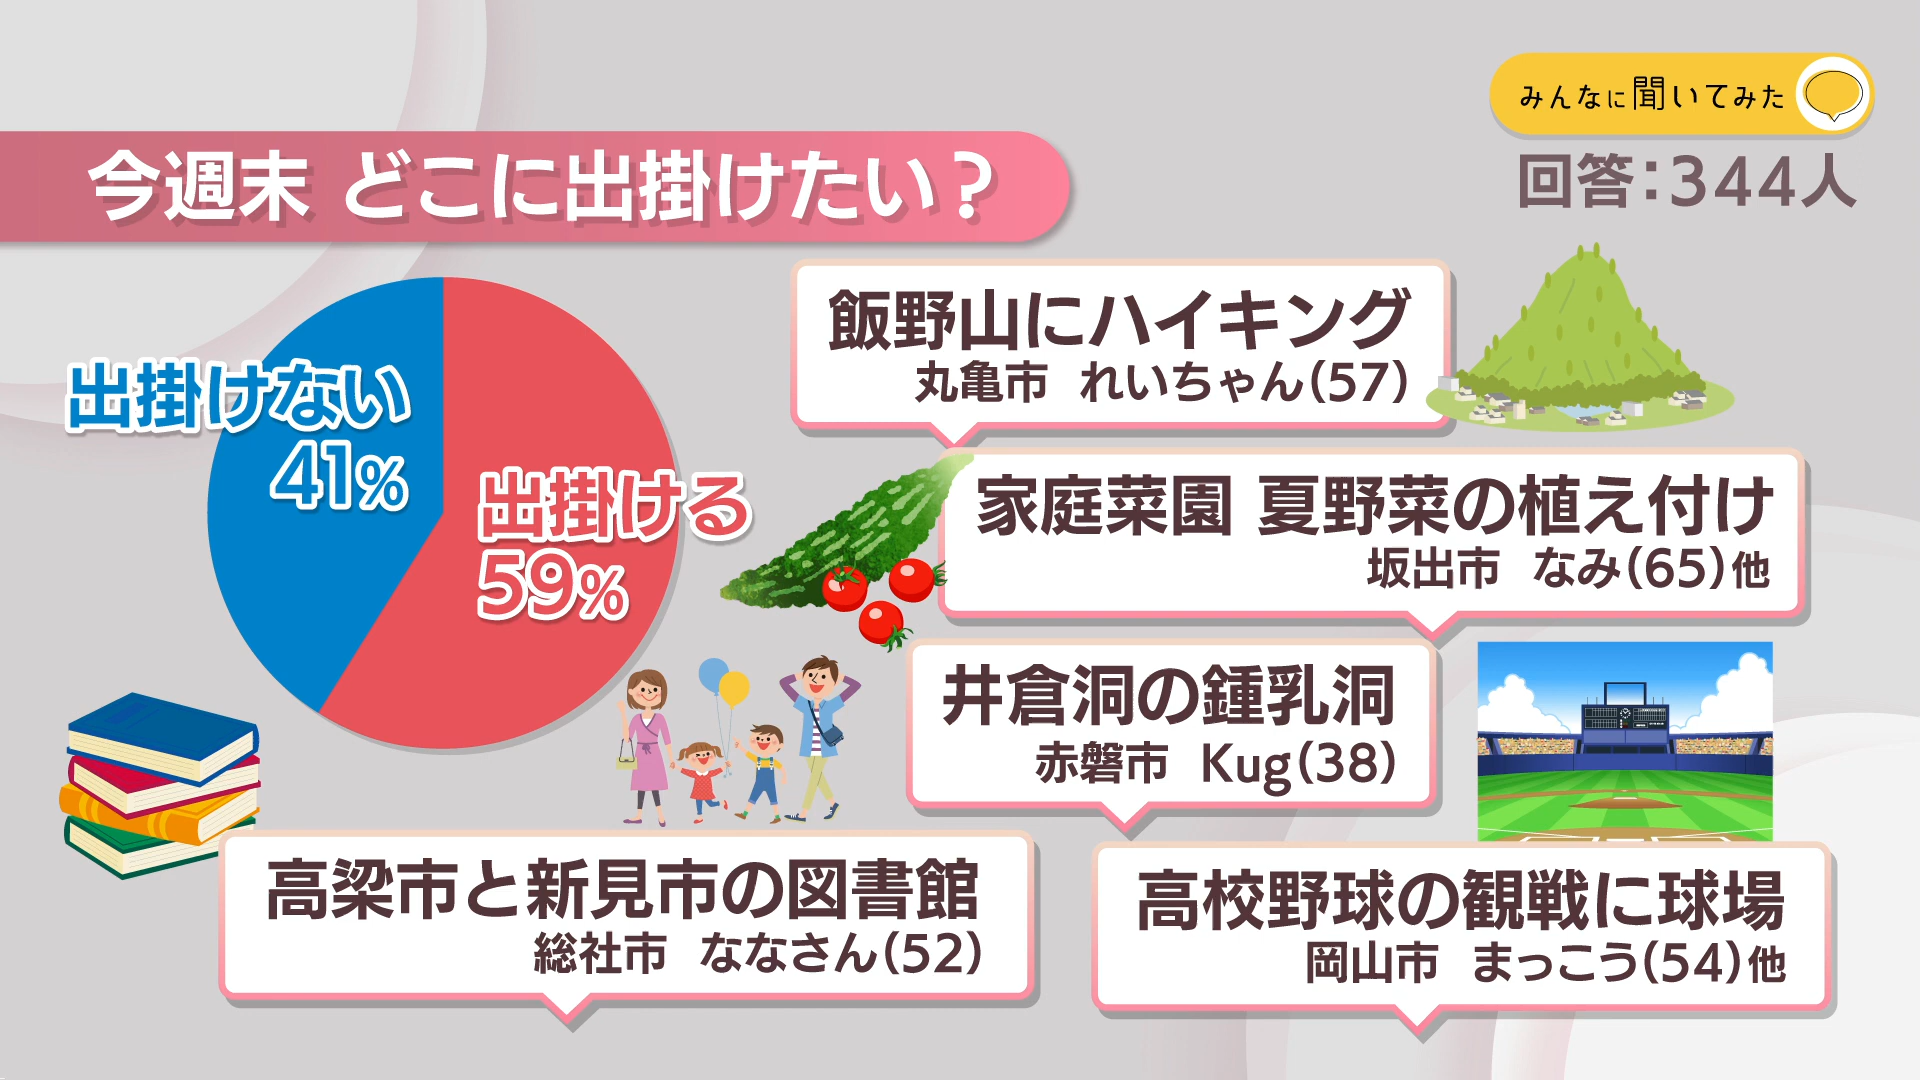 みんなに聞いてみた
今週末 どこに出掛けたい？
回答：344人
出掛けない
41%
出掛ける
59%
飯野山にハイキング
丸亀市 れいちゃん(57)
家庭菜園 夏野菜の植え付け
坂出市 なみ(65)他
井倉洞の鍾乳洞
赤磐市 Kug(38)
高梁市と新見市の図書館
総社市 ななさん(52)
高校野球の観戦に球場
岡山市 まっこう(54)他